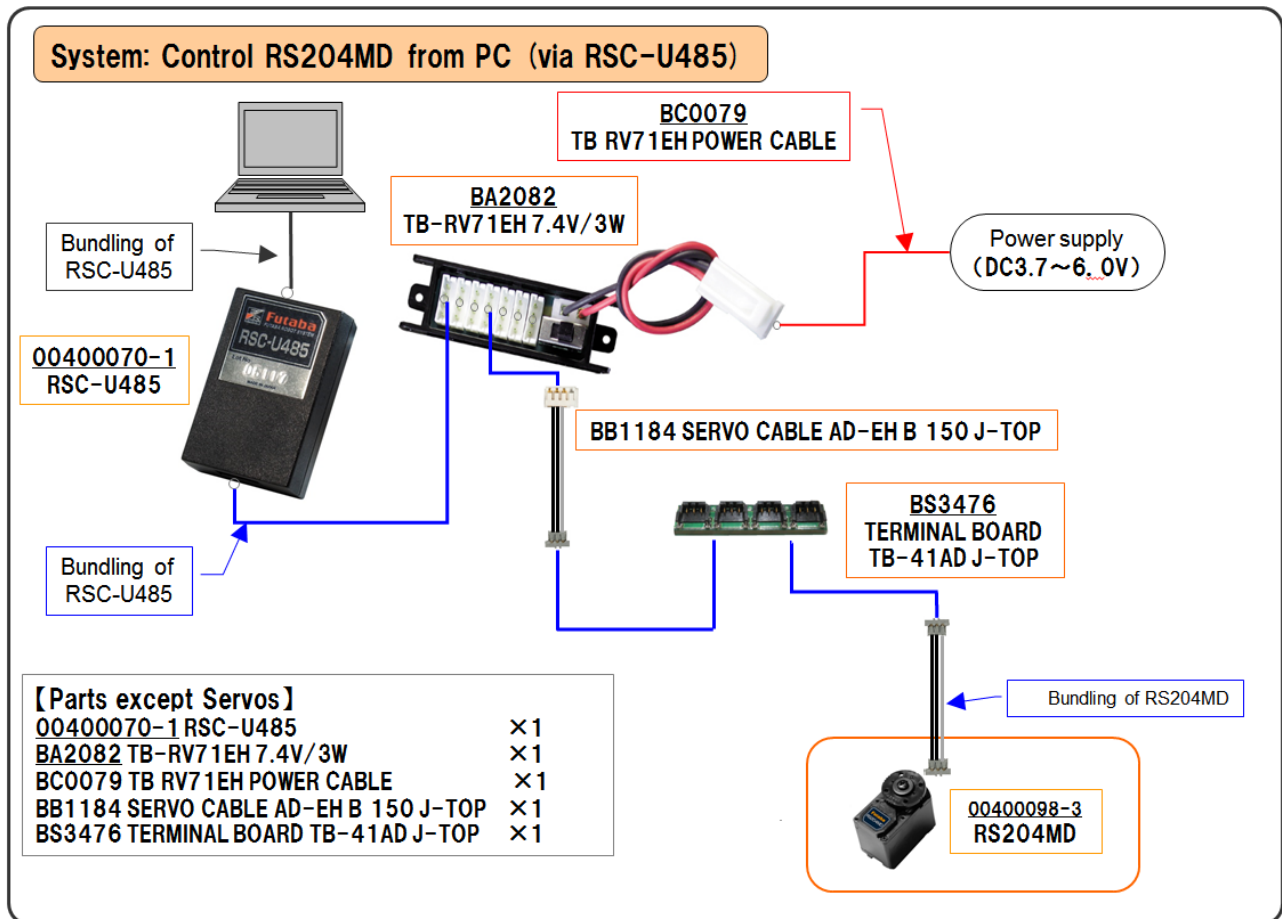 System: Control RS204MD from PC (via RSC-U485)
BC0079
TB RV71EH POWER CABLE
BA2082
TB-RV71EH 7.4V/3W
Bundling of
RSC-U485
Power supply
(DC3.7～6.0V)
Futaba
RSC-U485
00400070-1
RSC-U485
BB1184 SERVO CABLE AD-EH B 150 J-TOP
BS3476
TERMINAL BOARD
TB-41AD J-TOP
Bundling of
RSC-U485
Bundling of RS204MD
00400098-3
RS204MD
【Parts except Servos】
00400070-1 RSC-U485 ×1
BA2082 TB-RV71EH 7.4V/3W ×1
BC0079 TB RV71EH POWER CABLE ×1
BB1184 SERVO CABLE AD-EH B 150 J-TOP ×1
BS3476 TERMINAL BOARD TB-41AD J-TOP ×1